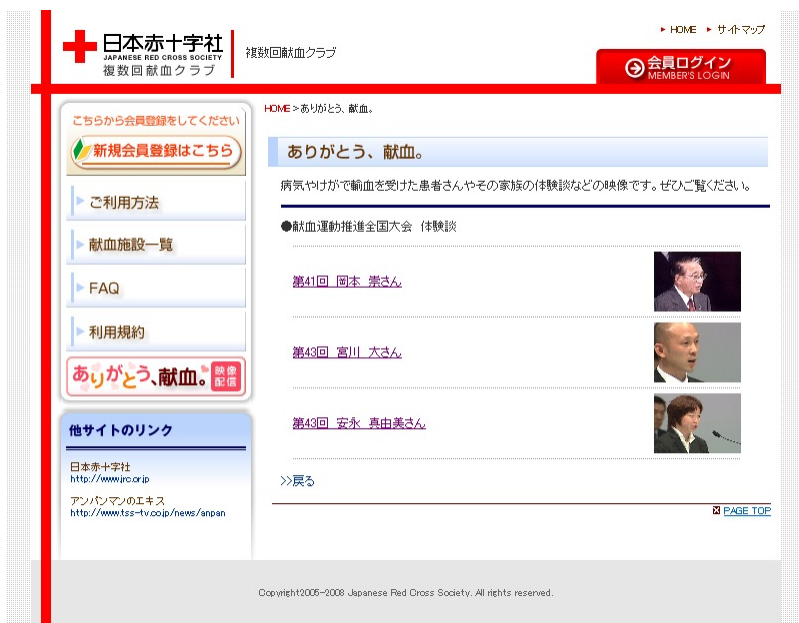 日本赤十字社
JAPANESE RED CROSS SOCIETY
複数回献血クラブ
複数回献血クラブ
HOME
サイトマップ
会員ログイン
MEMBER'S LOGIN
こちらから会員登録をしてください
新規会員登録はこちら
ご利用方法
献血施設一覧
FAQ
利用規約
ありがとう、献血。 映像配信
他サイトのリンク
日本赤十字社
http://www.jrc.or.jp
アンパンマンのエキス
http://www.tss-tv.co.jp/news/anpan
HOME >ありがとう、献血。
ありがとう、献血。
病気やけがで輸血を受けた患者さんやその家族の体験談などの映像です。ぜひご覧ください。
●献血運動推進全国大会 体験談
第41回 岡本 崇さん
第43回 宮川 大さん
第43回 安永 真由美さん
>>戻る
PAGE TOP
Copyright2005-2008 Japanese Red Cross Society. All rights reserved.